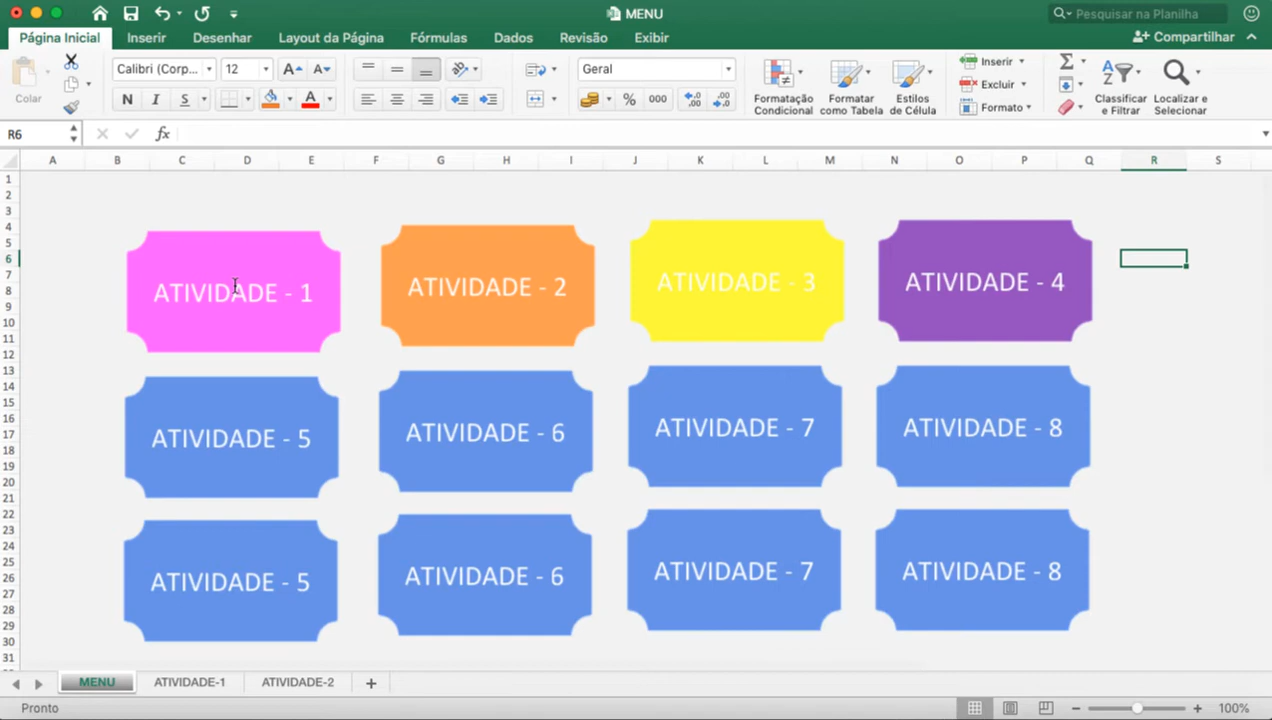 MENU
Pesquisar na Planilha
Página Inicial Inserir Desenhar Layout da Página Fórmulas Dados Revisão Exibir
Compartilhar
Colar
Calibri (Corp... 12 A A
N I S A
Geral
% 000 ,0 ,00 ,00 ,0
Formatação Condicional
Formatar como Tabela
Estilos de Célula
Inserir
Excluir
Formato
Σ
A Z
Classificar e Filtrar
Localizar e Selecionar
R6 fx
A B C D E F G H I J K L M N O P Q R S
1
2
3
4
5
6
7
8
9
10
11
12
13
14
15
16
17
18
19
20
21
22
23
24
25
26
27
28
29
30
31
ATIVIDADE - 1 ATIVIDADE - 2 ATIVIDADE - 3 ATIVIDADE - 4
ATIVIDADE - 5 ATIVIDADE - 6 ATIVIDADE - 7 ATIVIDADE - 8
ATIVIDADE - 5 ATIVIDADE - 6 ATIVIDADE - 7 ATIVIDADE - 8
MENU ATIVIDADE-1 ATIVIDADE-2 +
Pronto
100%